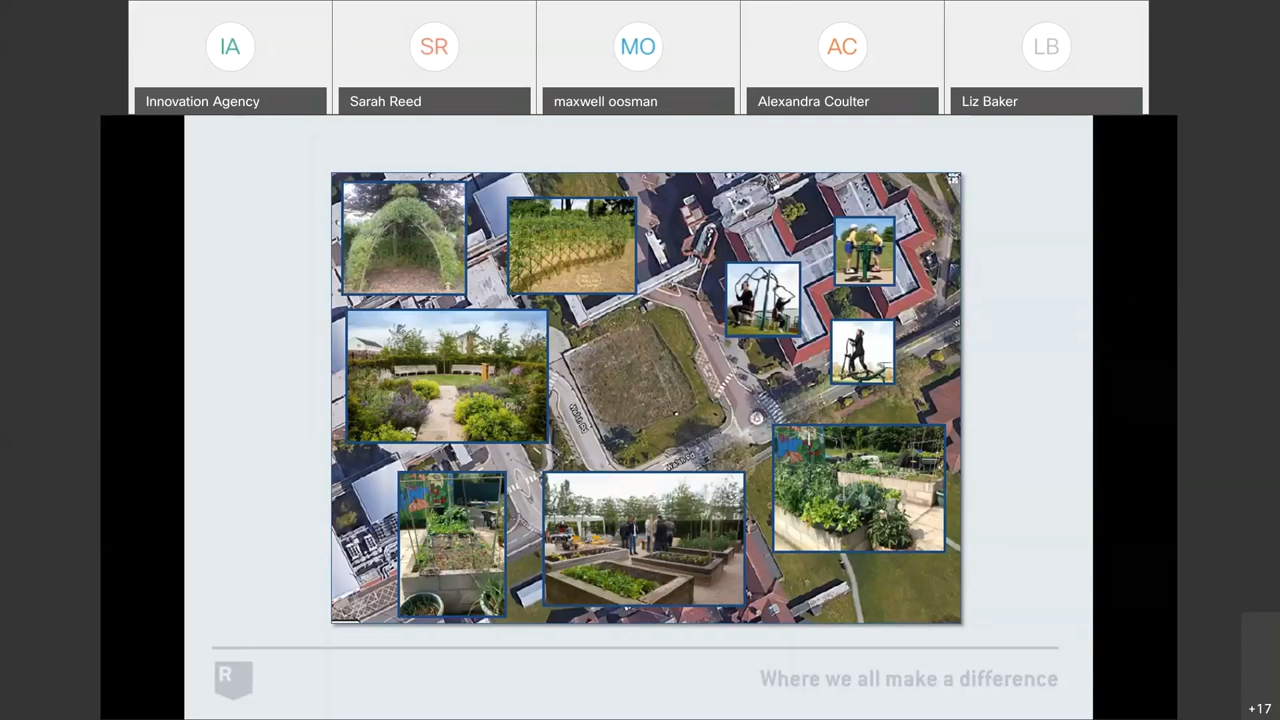 IA
SR
MO
AC
LB
Innovation Agency
Sarah Reed
maxwell oosman
Alexandra Coulter
Liz Baker
R
Where we all make a difference
+17